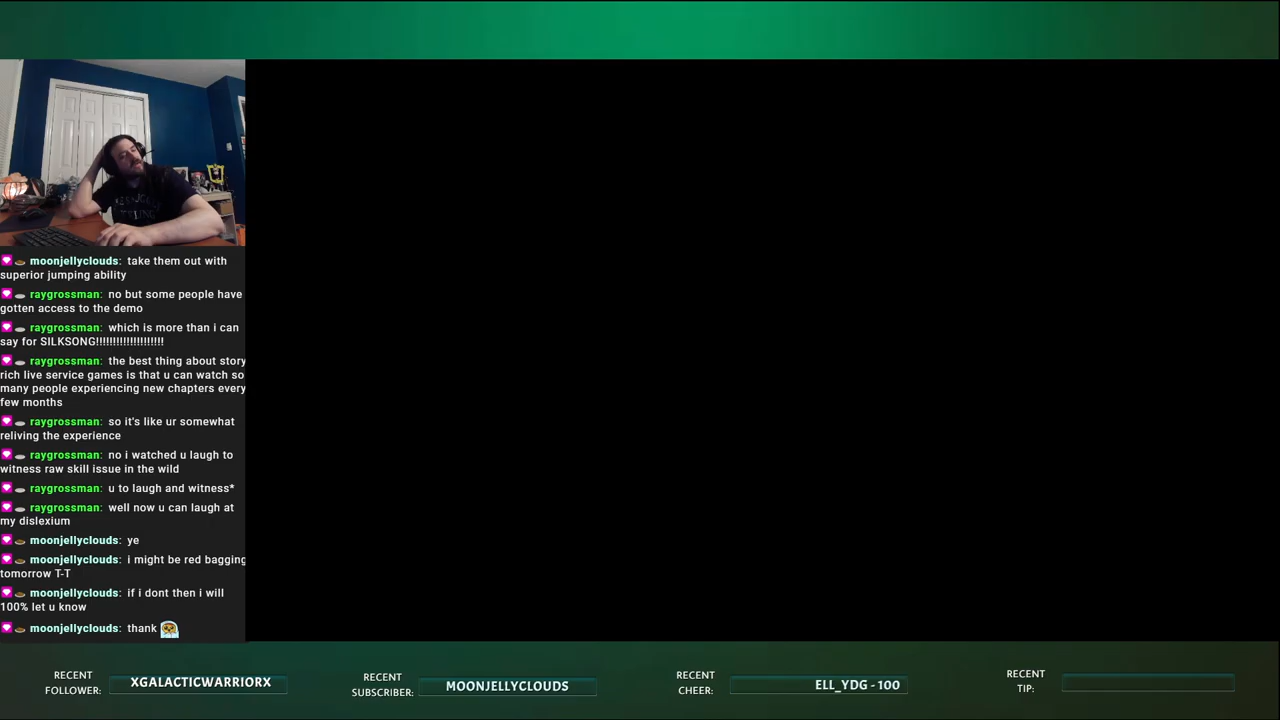 moonjellyclouds: take them out with
superior jumping ability
raygrossman: no but some people have
gotten access to the demo
raygrossman: which is more than i can
say for SILKSONG!!!!!!!!!!!!!!!!!!!!
raygrossman: the best thing about story
rich live service games is that u can watch so
many people experiencing new chapters every
few months
raygrossman: so it's like ur somewhat
reliving the experience
raygrossman: no i watched u laugh to
witness raw skill issue in the wild
raygrossman: u to laugh and witness*
raygrossman: well now u can laugh at
my dislexium
moonjellyclouds: ye
moonjellyclouds: i might be red bagging
tomorrow T-T
moonjellyclouds: if i dont then i will
100% let u know
moonjellyclouds: thank
RECENT
FOLLOWER: XGALACTICWARRIORX
RECENT
SUBSCRIBER: MOONJELLYCLOUDS
RECENT
CHEER: ELL_YDG - 100
RECENT
TIP: